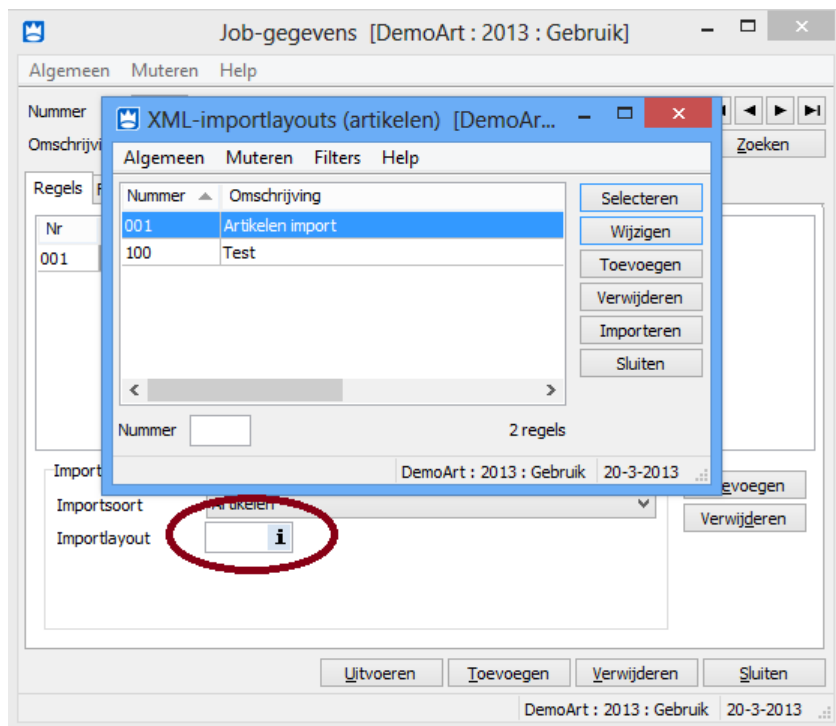 Job-gegevens [DemoArt : 2013 : Gebruik]
Algemeen Muteren Help
Nummer
Omschrijvi
Zoeken
Regels
Nr
001
XML-importlayouts (artikelen) [DemoAr...
Algemeen Muteren Filters Help
Nummer Omschrijving
001 Artikelen import
100 Test
Selecteren
Wijzigen
Toevoegen
Verwijderen
Importeren
Sluiten
Nummer 2 regels
DemoArt : 2013 : Gebruik 20-3-2013
Import
Importsoort Artikelen
Importlayout i
evoegen
Verwijderen
Uitvoeren Toevoegen Verwijderen Sluiten
DemoArt : 2013 : Gebruik 20-3-2013